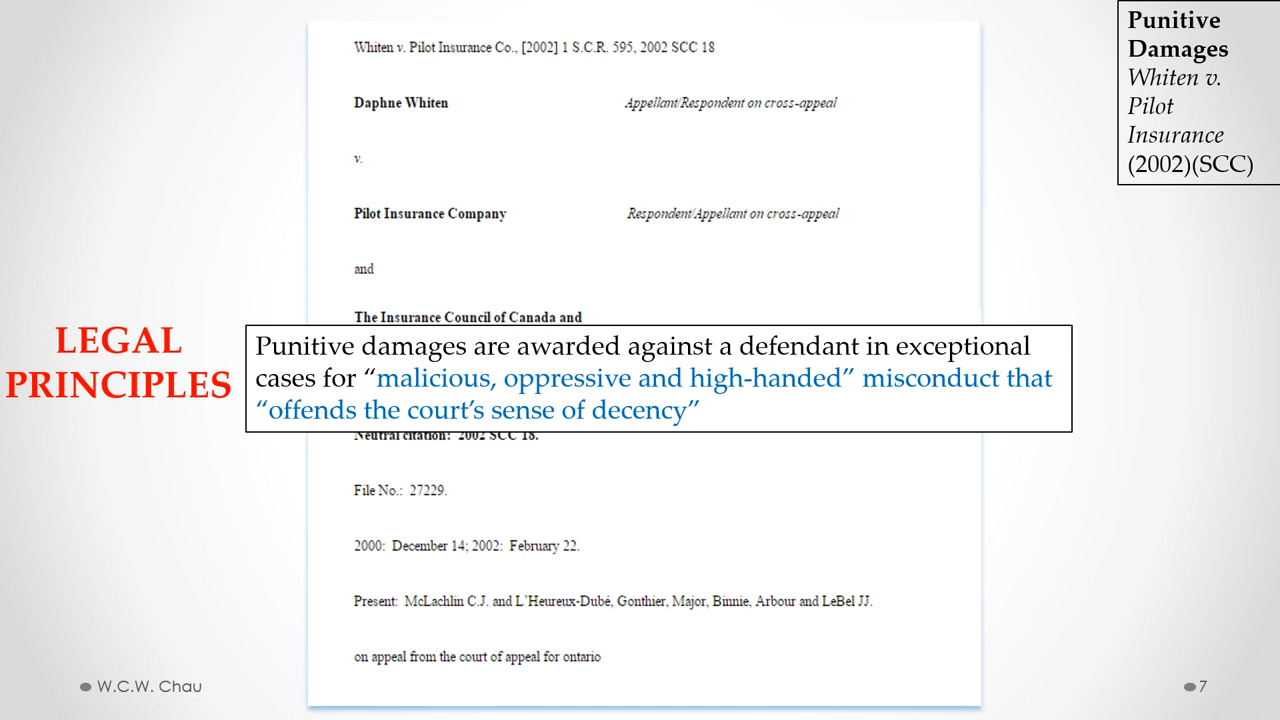 Punitive
Damages
Whiten v.
Pilot
Insurance
(2002)(SCC)
Whiten v. Pilot Insurance Co., [2002] 1 S.C.R. 595, 2002 SCC 18
Daphne Whiten Appellant/Respondent on cross-appeal
v.
Pilot Insurance Company Respondent/Appellant on cross-appeal
and
The Insurance Council of Canada and
LEGAL
PRINCIPLES
Punitive damages are awarded against a defendant in exceptional
cases for “malicious, oppressive and high-handed” misconduct that
“offends the court’s sense of decency”
Neutral citation: 2002 SCC 18.
File No.: 27229.
2000: December 14; 2002: February 22.
Present: McLachlin C.J. and L’Heureux-Dubé, Gonthier, Major, Binnie, Arbour and LeBel JJ.
on appeal from the court of appeal for ontario
W.C.W. Chau
7